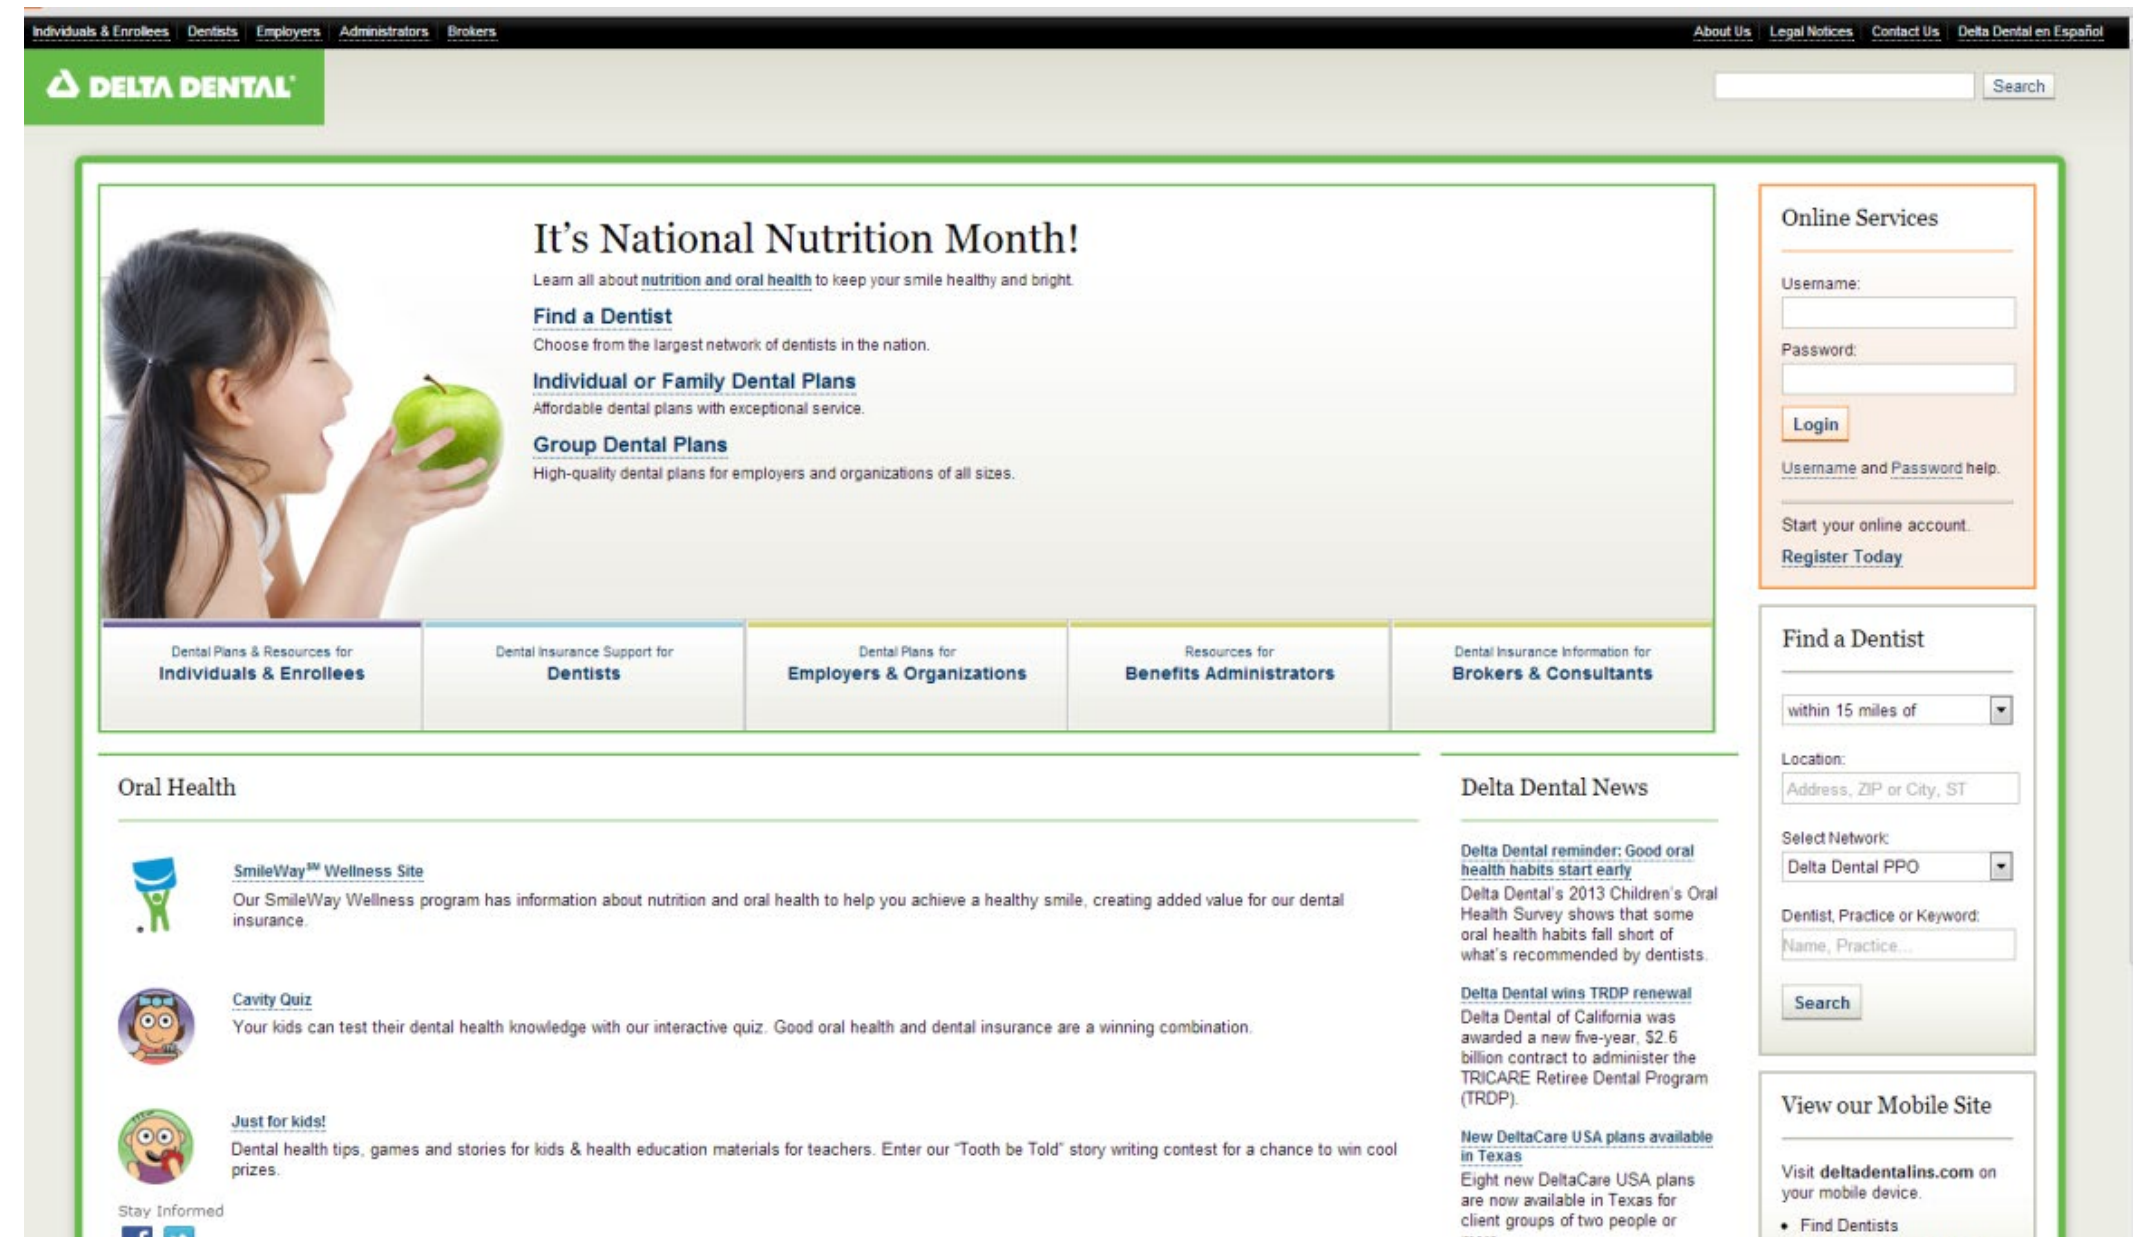 Individuals & Enrollees Dentists Employers Administrators Brokers
About Us Legal Notices Contact Us Delta Dental en Español
DELTA DENTAL®
Search
It's National Nutrition Month!
Learn all about nutrition and oral health to keep your smile healthy and bright.
Find a Dentist
Choose from the largest network of dentists in the nation.
Individual or Family Dental Plans
Affordable dental plans with exceptional service.
Group Dental Plans
High-quality dental plans for employers and organizations of all sizes.
Dental Plans & Resources for
Individuals & Enrollees
Dental Insurance Support for
Dentists
Dental Plans for
Employers & Organizations
Resources for
Benefits Administrators
Dental Insurance Information for
Brokers & Consultants
Oral Health
SmileWay℠ Wellness Site
Our SmileWay Wellness program has information about nutrition and oral health to help you achieve a healthy smile, creating added value for our dental
insurance.
Cavity Quiz
Your kids can test their dental health knowledge with our interactive quiz. Good oral health and dental insurance are a winning combination.
Just for kids!
Dental health tips, games and stories for kids & health education materials for teachers. Enter our “Tooth be Told” story writing contest for a chance to win cool
prizes.
Stay Informed
Delta Dental News
Delta Dental reminder: Good oral
health habits start early
Delta Dental's 2013 Children's Oral
Health Survey shows that some
oral health habits fall short of
what's recommended by dentists.
Delta Dental wins TRDP renewal
Delta Dental of California was
awarded a new five-year, $2.6
billion contract to administer the
TRICARE Retiree Dental Program
(TRDP).
New DeltaCare USA plans available
in Texas
Eight new DeltaCare USA plans
are now available in Texas for
client groups of two people or
Online Services
Username:
Password:
Login
Username and Password help.
Start your online account.
Register Today
Find a Dentist
within 15 miles of
Location:
Address, ZIP or City, ST
Select Network:
Delta Dental PPO
Dentist, Practice or Keyword:
Name, Practice...
Search
View our Mobile Site
Visit deltadentalins.com on
your mobile device.
• Find Dentists